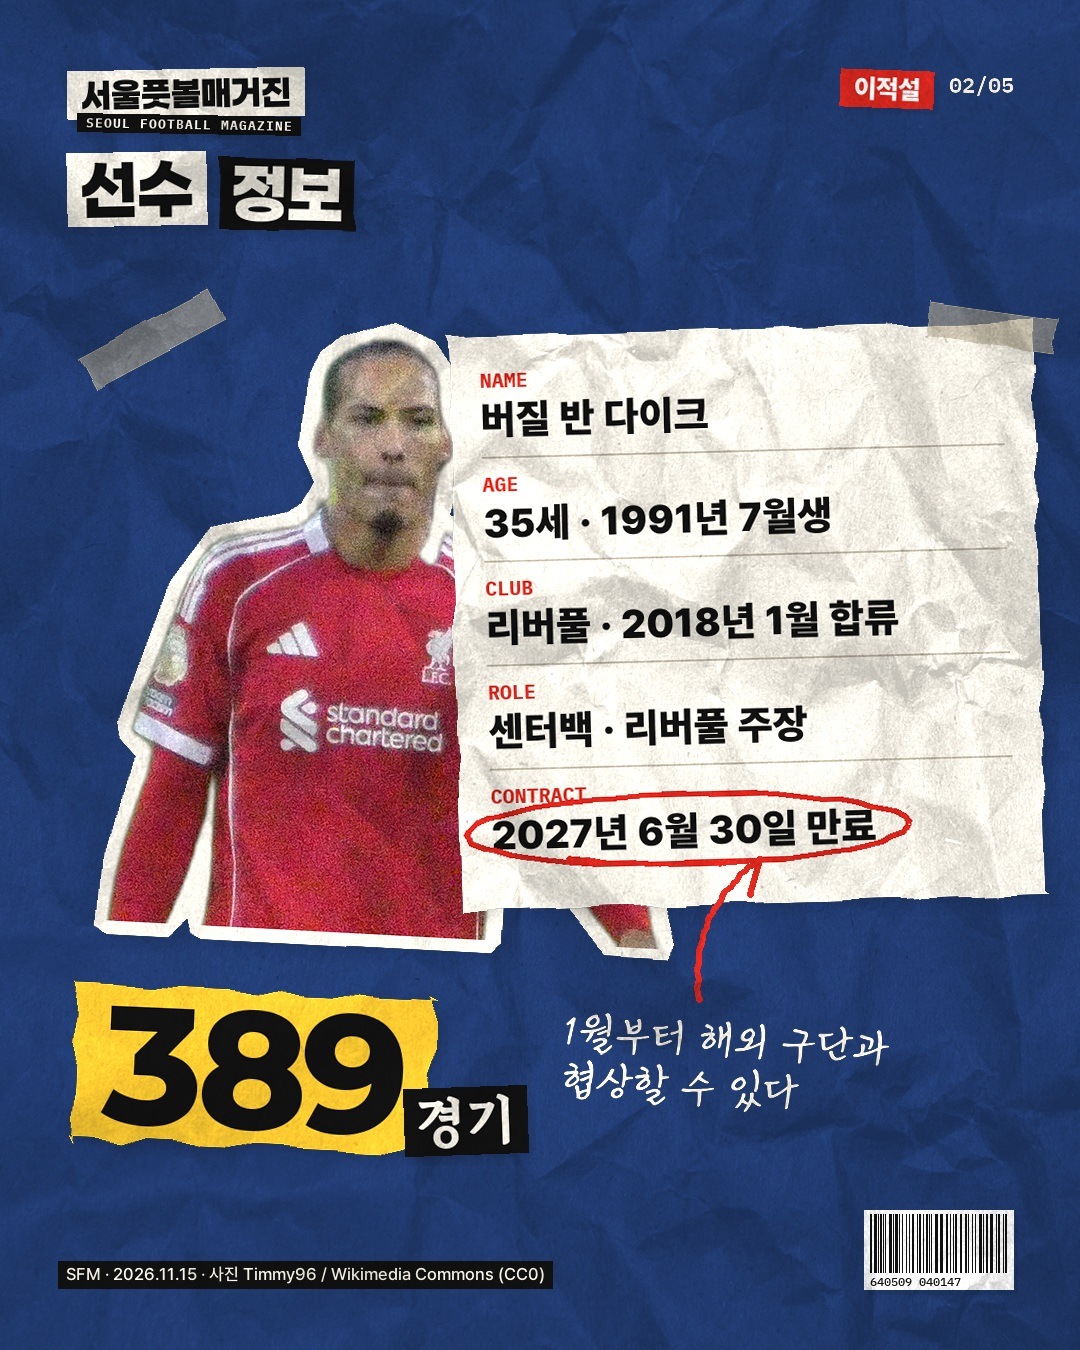 서울풋볼매거진
SEOUL FOOTBALL MAGAZINE
이적설 02/05
선수 정보
NAME
버질 반 다이크
AGE
35세 · 1991년 7월생
CLUB
리버풀 · 2018년 1월 합류
ROLE
센터백 · 리버풀 주장
CONTRACT
2027년 6월 30일 만료
L.F.C.
standard
chartered
1월부터 해외 구단과
협상할 수 있다
389
경기
SFM · 2026.11.15 · 사진 Timmy96 / Wikimedia Commons (CC0)
640509 040147